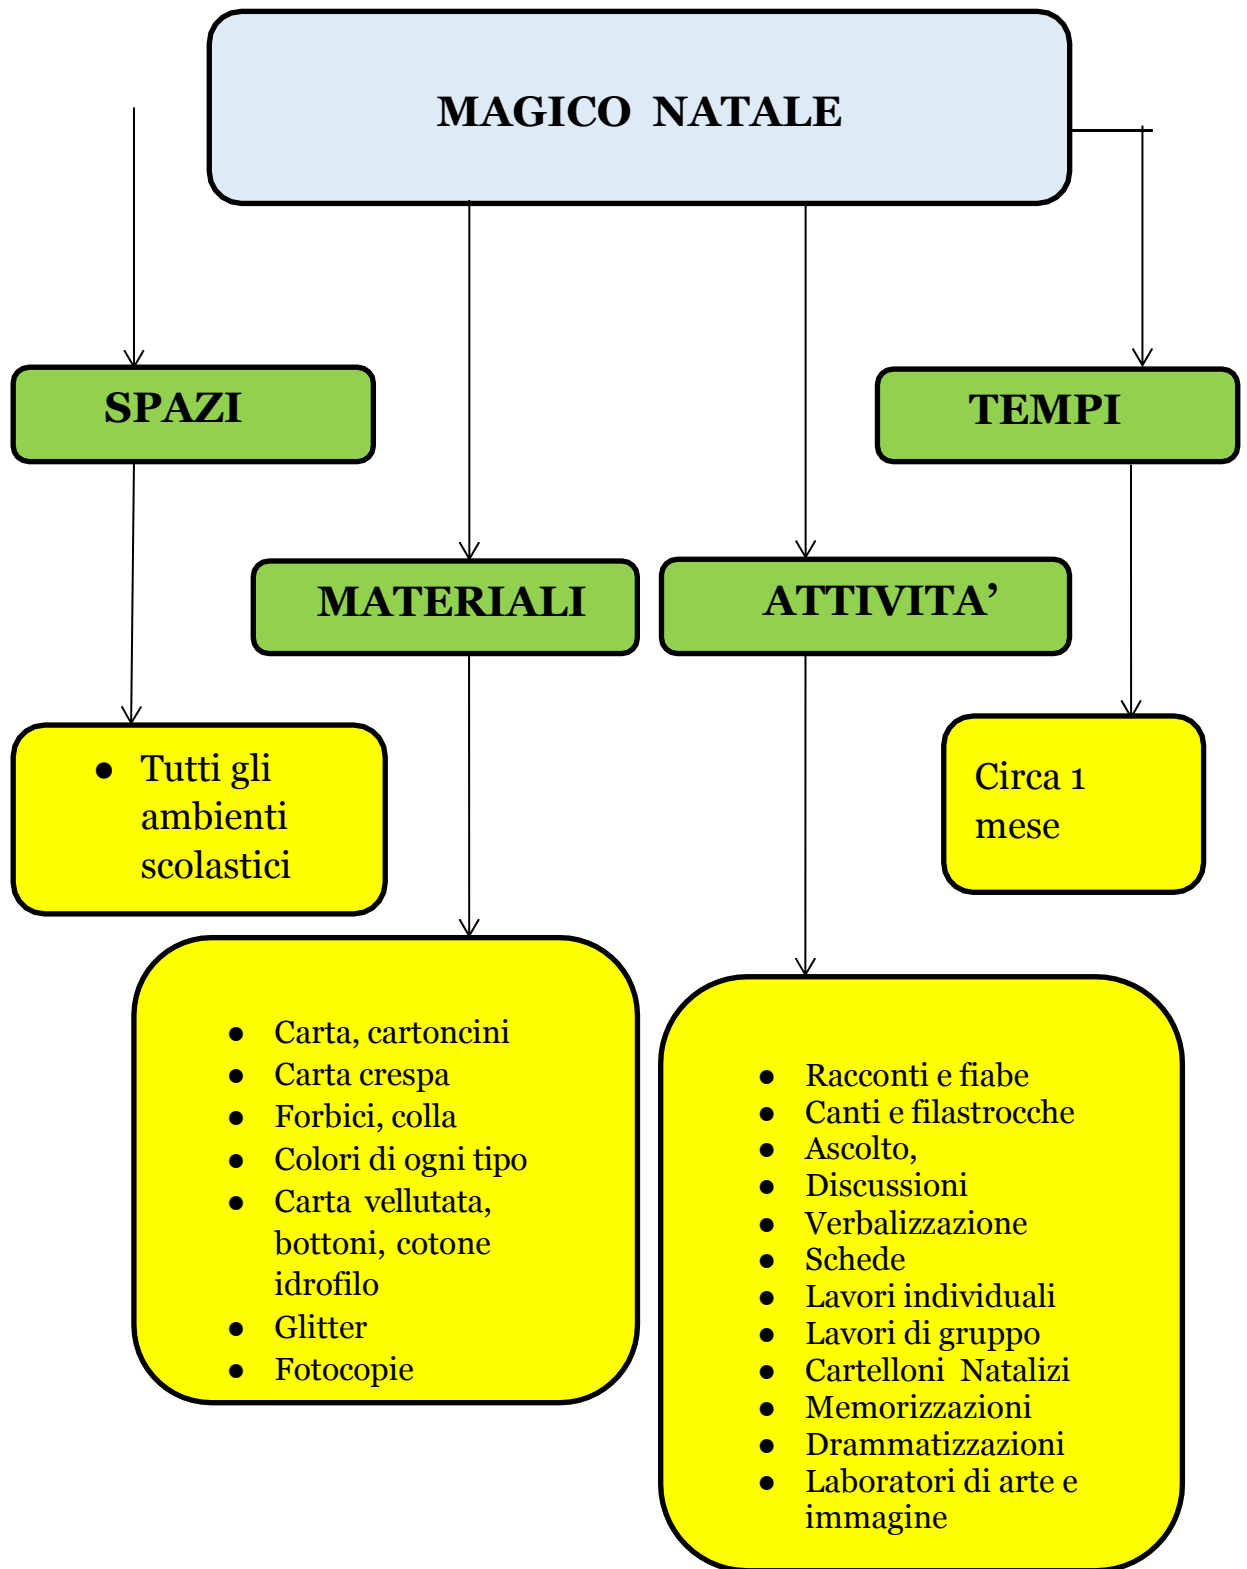 MAGICO NATALE
SPAZI
TEMPI
MATERIALI
ATTIVITA’
● Tutti gli
ambienti
scolastici
Circa 1
mese
● Carta, cartoncini
● Carta crespa
● Forbici, colla
● Colori di ogni tipo
● Carta vellutata,
bottoni, cotone
idrofilo
● Glitter
● Fotocopie
● Racconti e fiabe
● Canti e filastrocche
● Ascolto,
● Discussioni
● Verbalizzazione
● Schede
● Lavori individuali
● Lavori di gruppo
● Cartelloni Natalizi
● Memorizzazioni
● Drammatizzazioni
● Laboratori di arte e
immagine